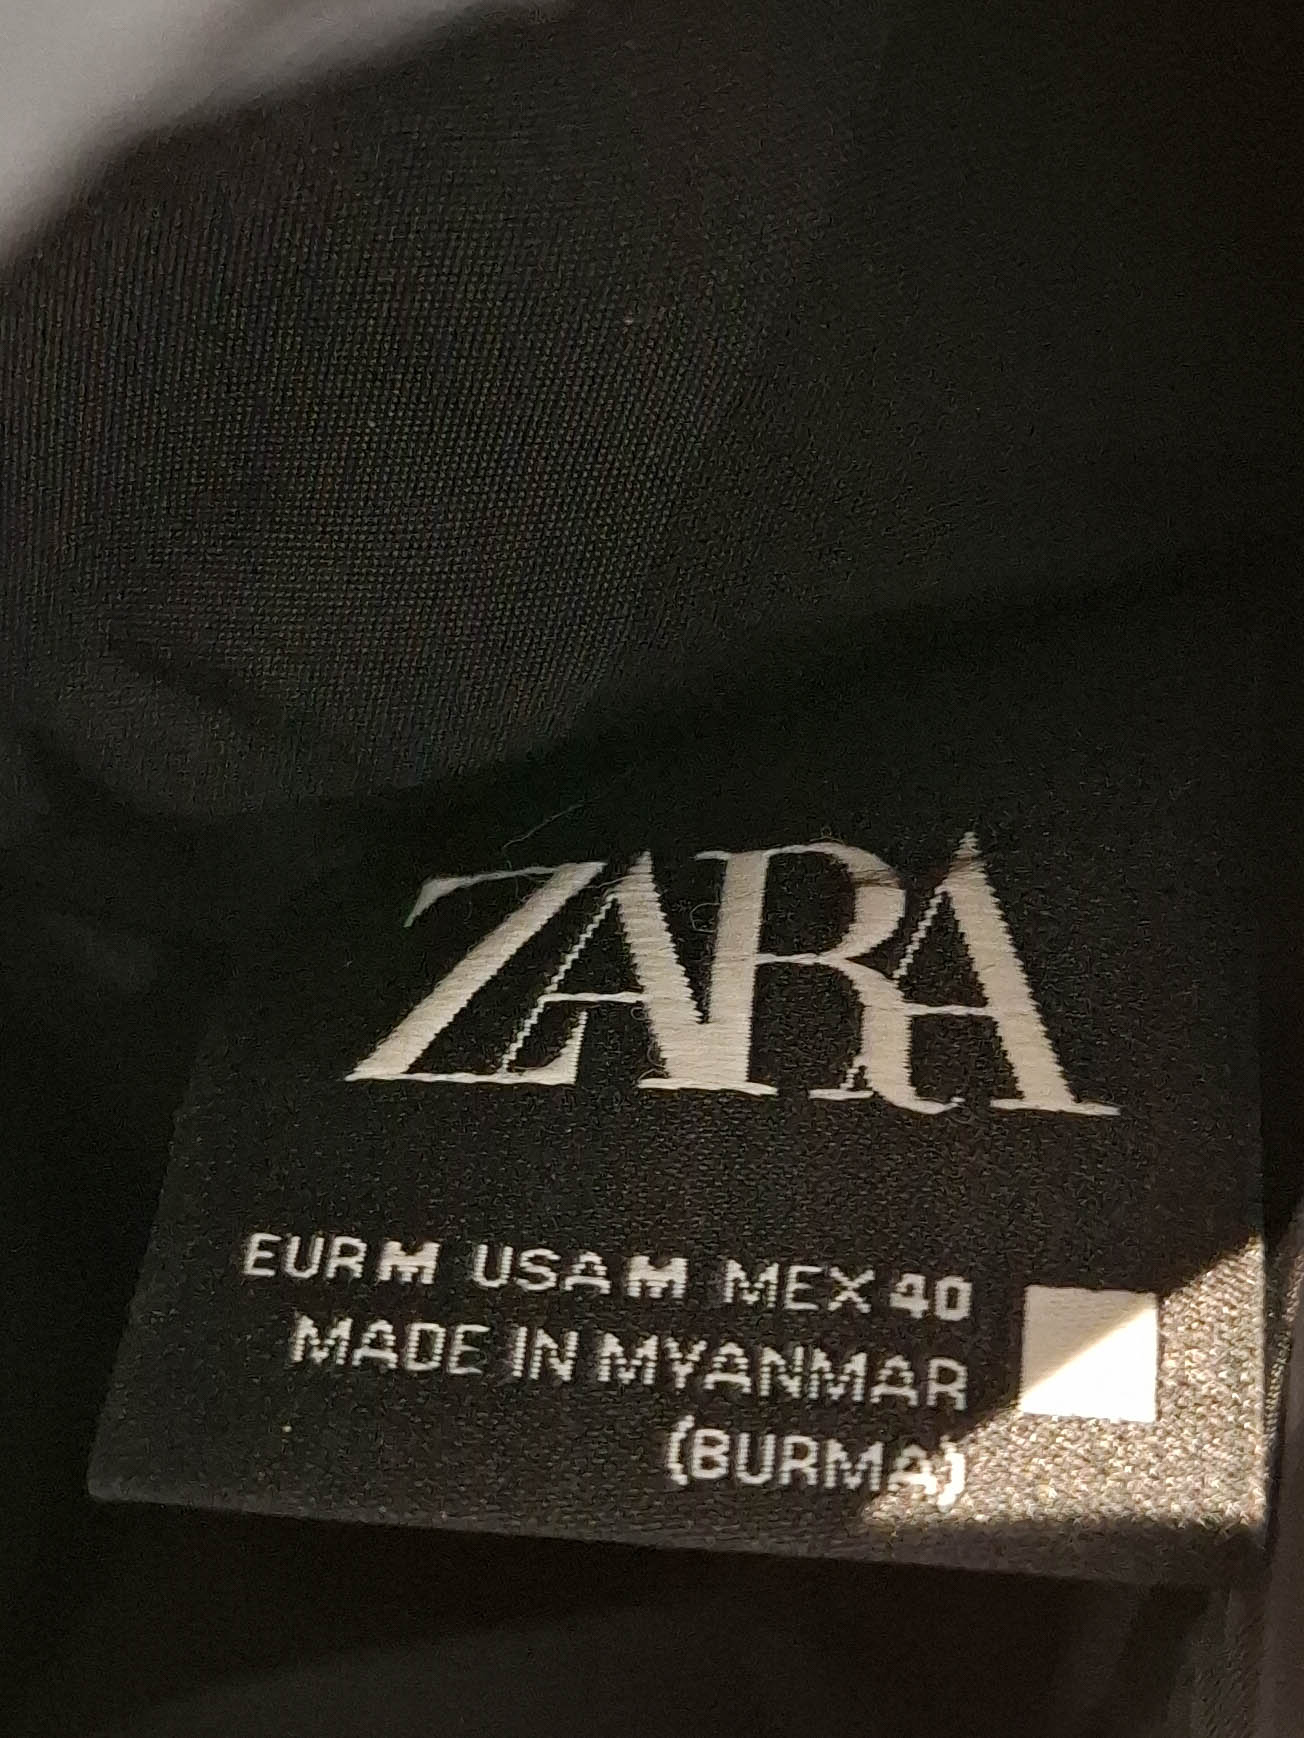 ZARA
EUR M USA M MEX 40
MADE IN MYANMAR
(BURMA)